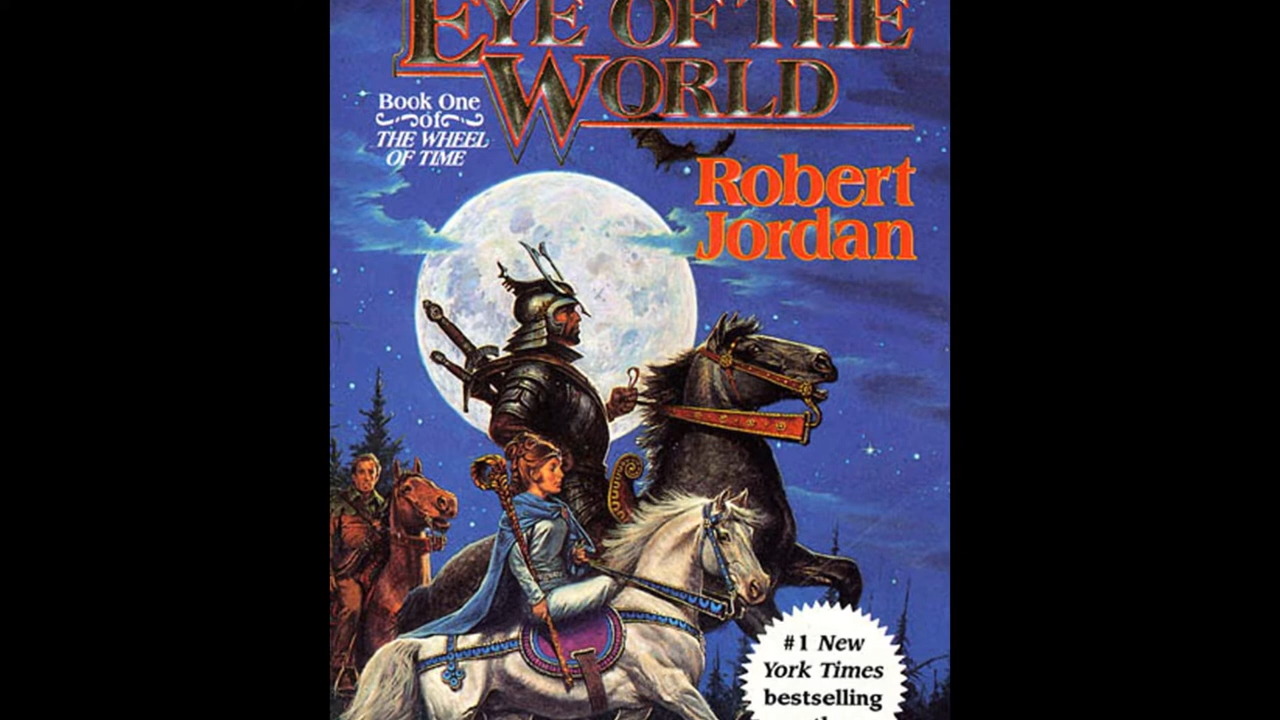 EYE OF THE
WORLD
Book One
of
THE WHEEL
OF TIME
Robert
Jordan
#1 New
York Times
bestselling